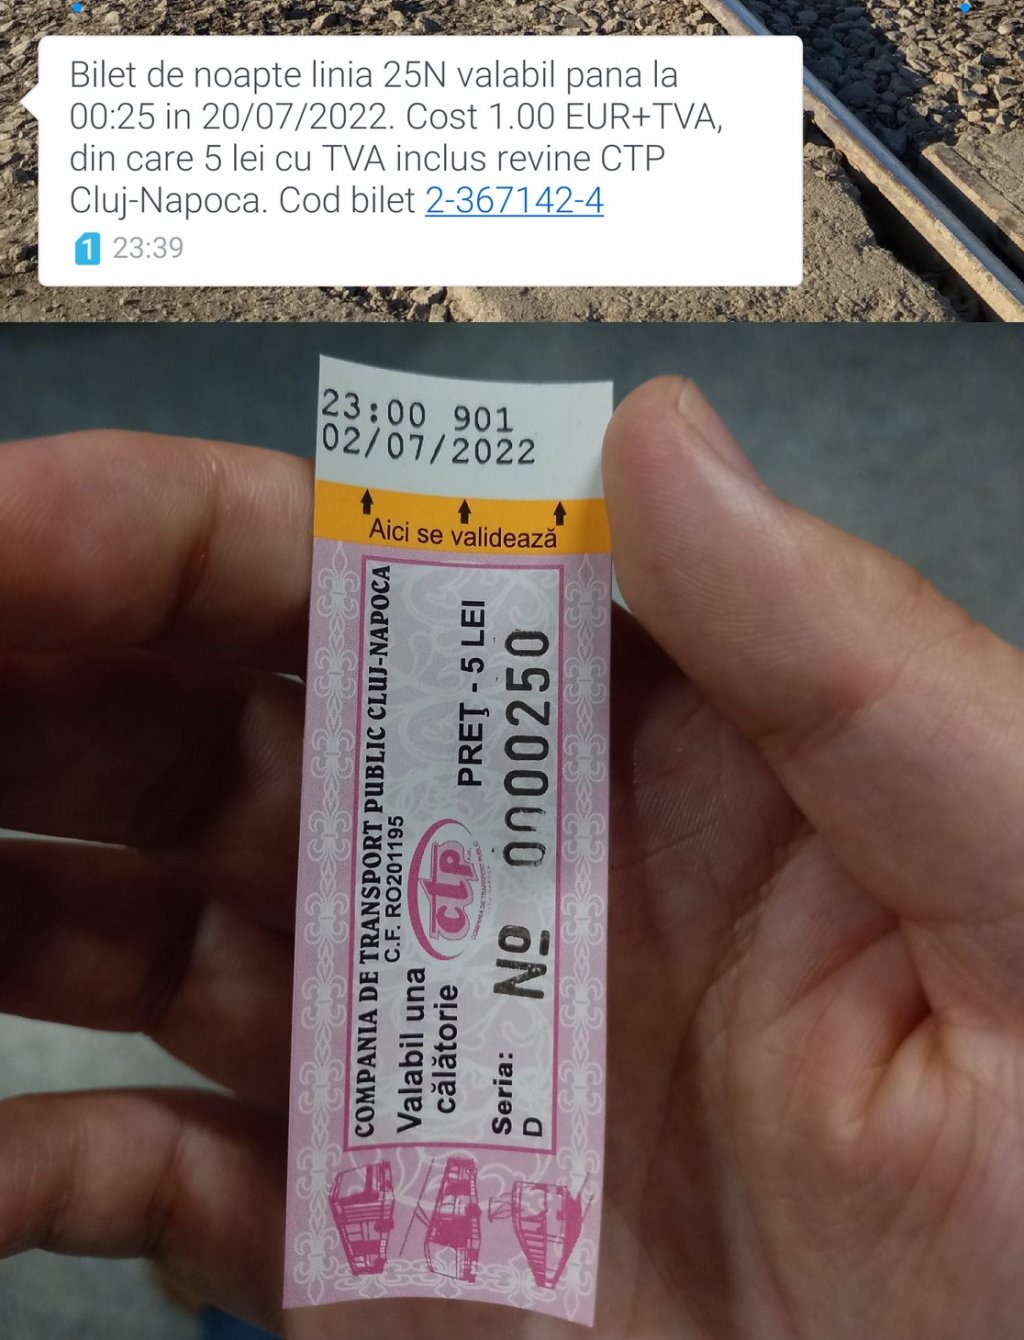 Bilet de noapte linia 25N valabil pana la
00:25 in 20/07/2022. Cost 1.00 EUR+TVA,
din care 5 lei cu TVA inclus revine CTP
Cluj-Napoca. Cod bilet 2-367142-4
1 23:39
23:00 901
02/07/2022
Aici se validează
COMPANIA DE TRANSPORT PUBLIC CLUJ-NAPOCA
C.F. RO201195
Valabil una
călătorie
PREŢ - 5 LEI
ctp
Seria:
D
Nº 0000250